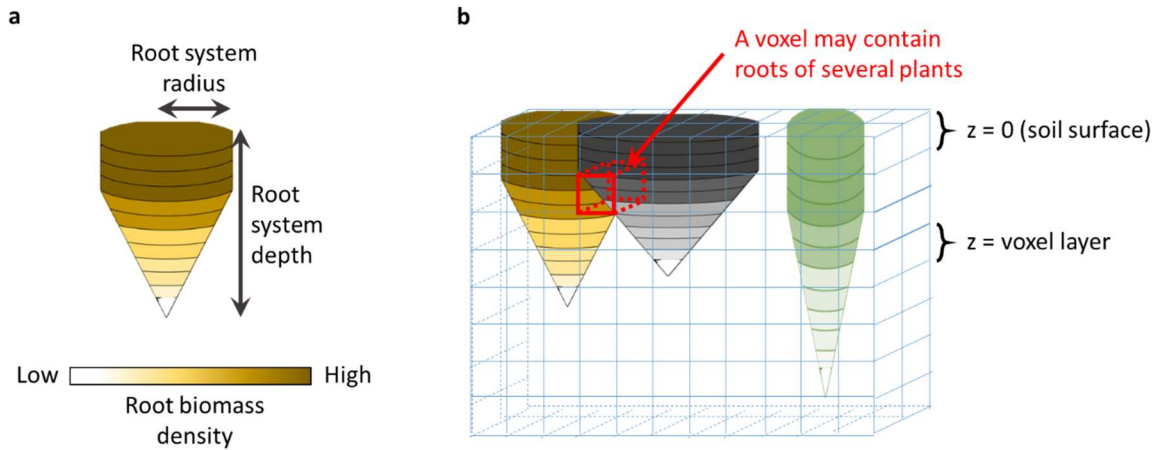 a
Root system
radius
Root
system
depth
Low
High
Root biomass
density
b
A voxel may contain
roots of several plants
z = 0 (soil surface)
z = voxel layer